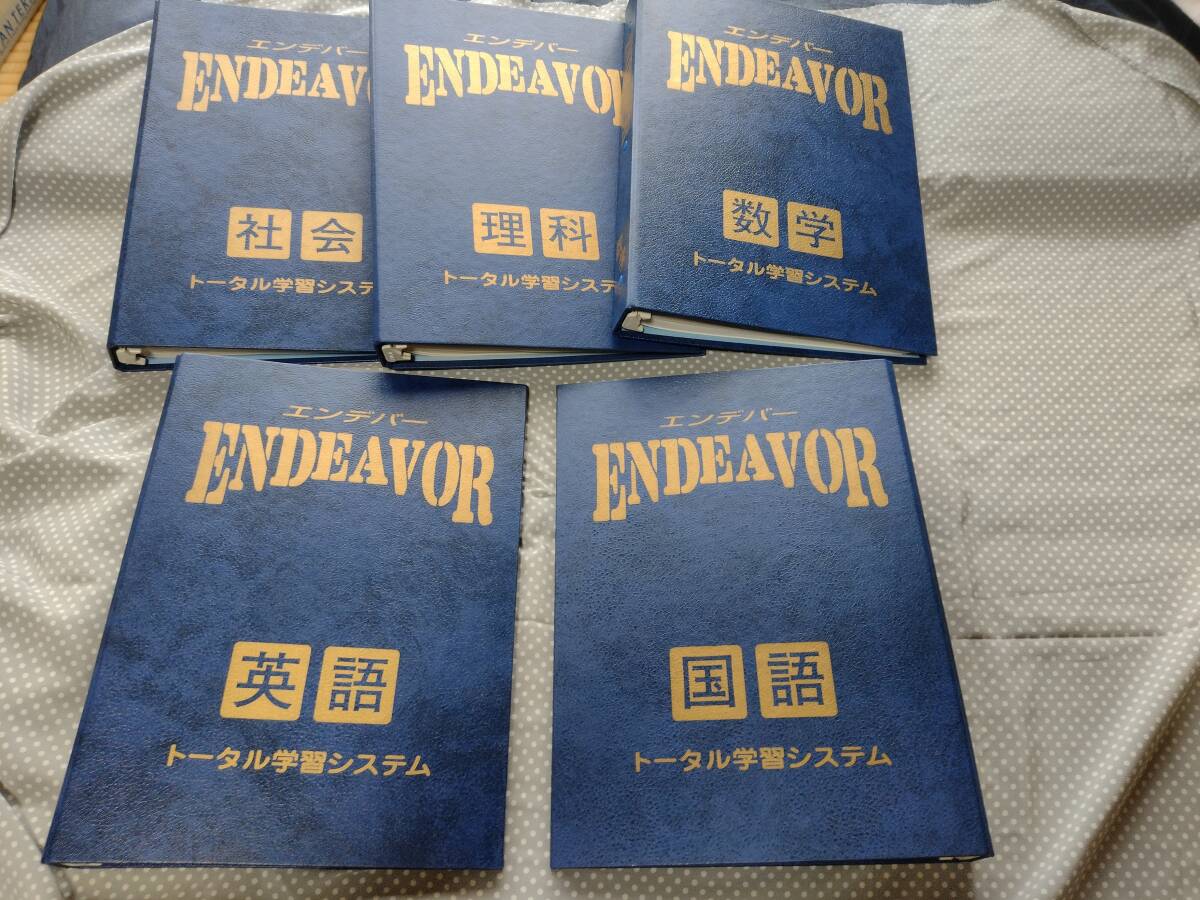 エンデバー
ENDEAVO
社会
トータル学習システ
エンデバー
ENDEAVOR
理科
トータル学習システ
エンデバー
ENDEAVOR
数学
トータル学習システム
エンデバー
ENDEAVOR
英語
トータル学習システム
エンデバー
ENDEAVOR
国語
トータル学習システム